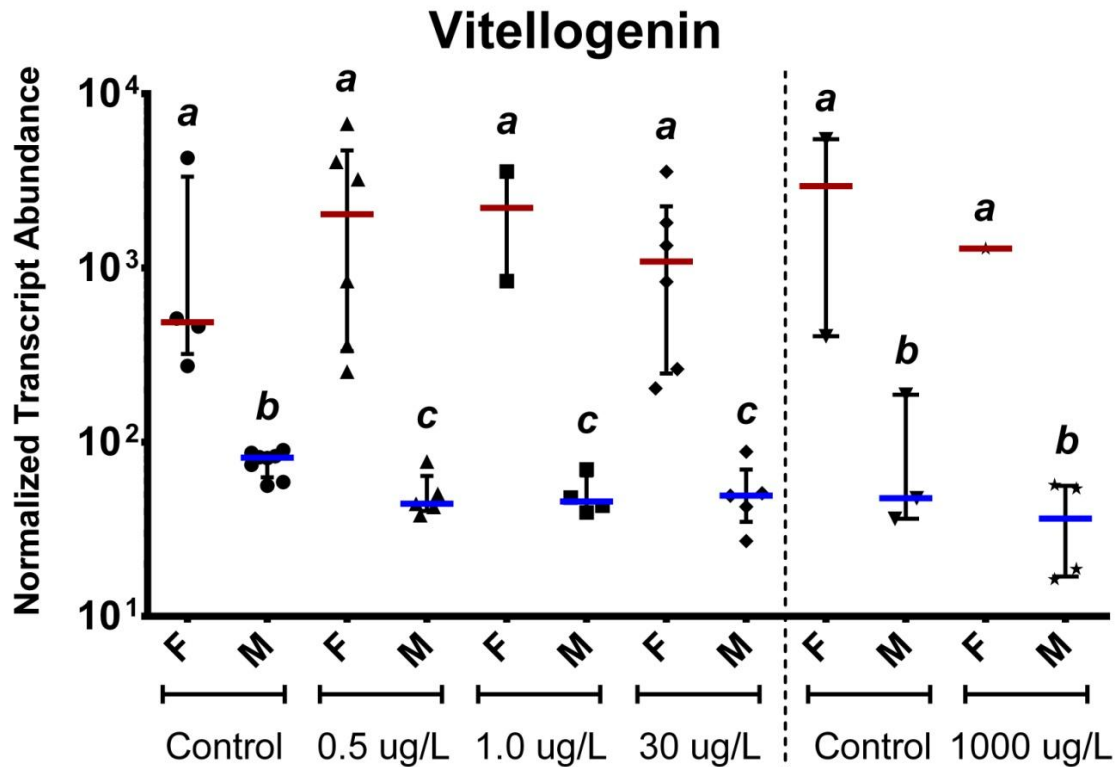 Vitellogenin
Normalized Transcript Abundance
10⁴
10³
10²
10¹
a
b
a
c
a
c
a
c
a
b
a
b
F M F M F M F M F M F M
Control 0.5 ug/L 1.0 ug/L 30 ug/L Control 1000 ug/L